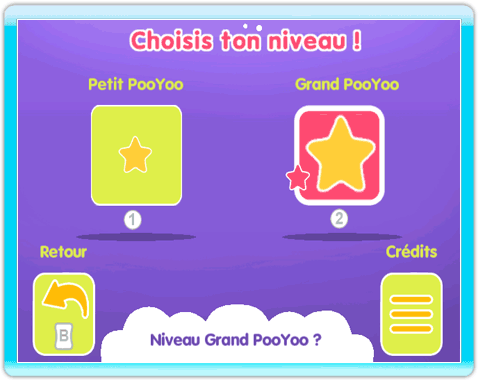 Choisis ton niveau !
Petit PooYoo
Grand PooYoo
1
2
Retour
Crédits
B
Niveau Grand PooYoo ?